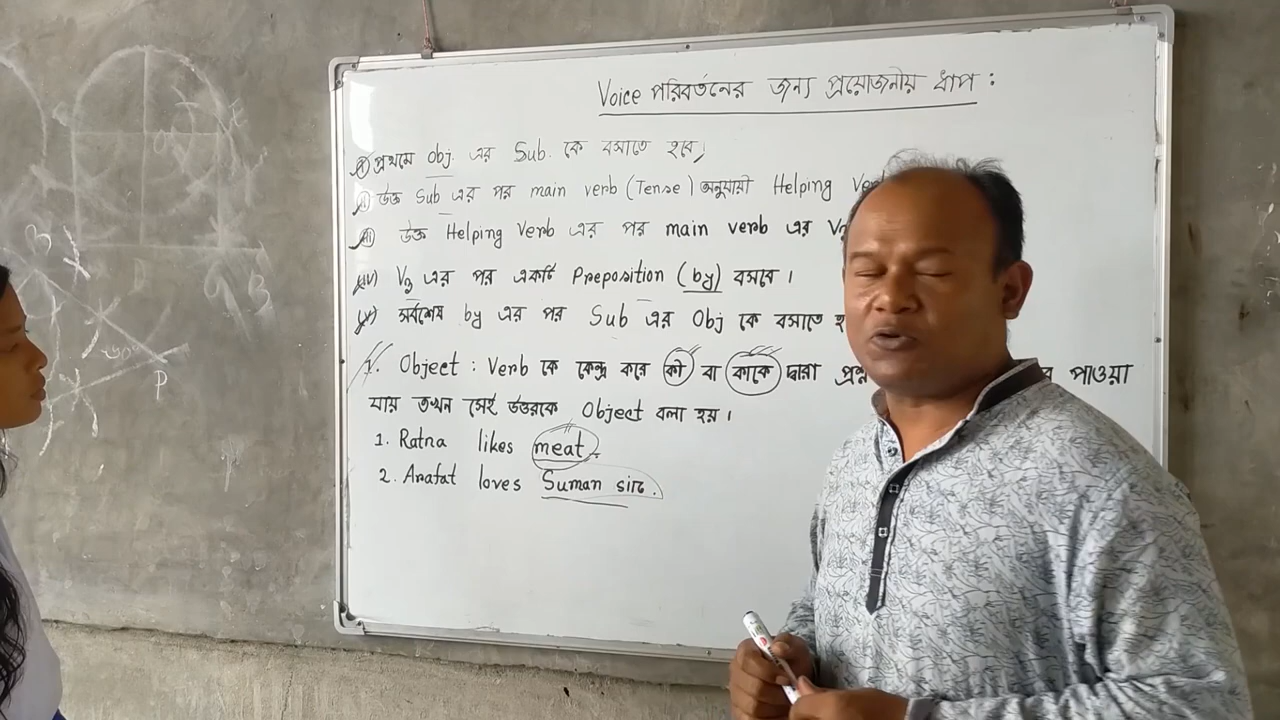 Voice পরিবর্তনের জন্য প্রয়োজনীয় ধাপ :
i) প্রথমে obj. এর Sub. কে বসাতে হবে,
ii) উক্ত Sub এর পর main verb (Tense) অনুযায়ী Helping Ver
iii) উক্ত Helping Verb এর পর main verb এর V
iv) V3 এর পর একটি Preposition (by) বসবে ।
v) সর্বশেষ by এর পর Sub এর Obj কে বসাতে হ
1. Object : Verb কে কেন্দ্র করে কী বা কাকে দ্বারা প্রশ্ন পাওয়া
যায় তখন সেই উত্তরকে Object বলা হয় ।
1. Ratna likes meat.
2. Arafat loves Suman sir.
B
B
P